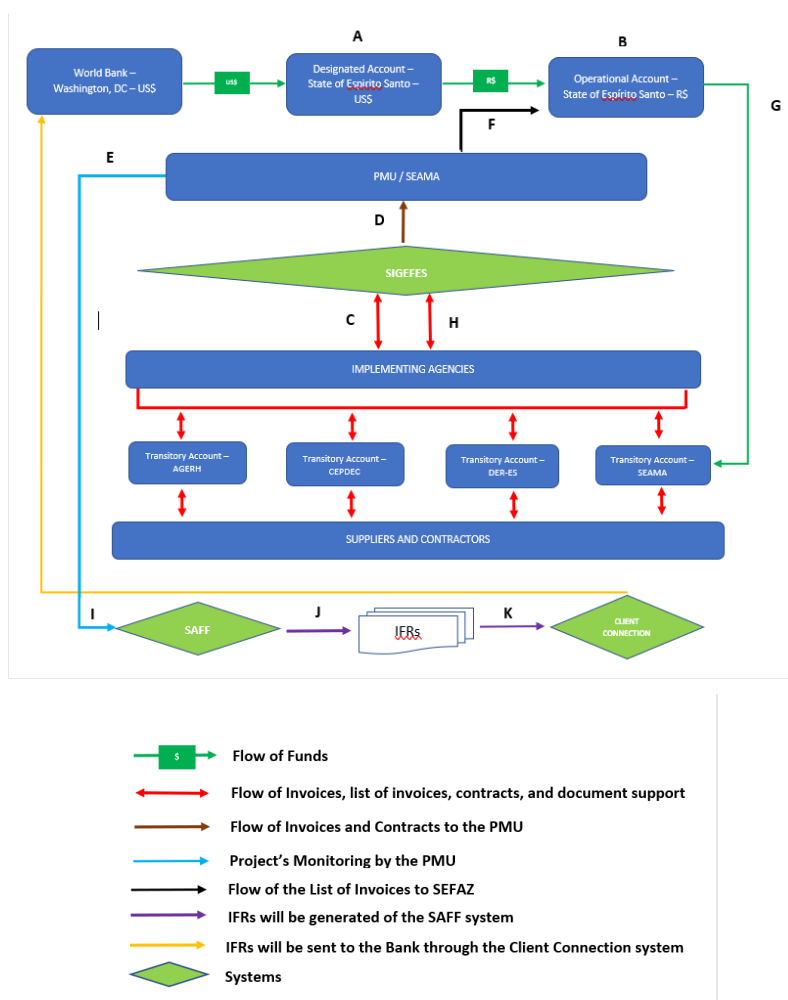 A
B
World Bank –
Washington, DC – US$
US$
Designated Account –
State of Espirito Santo –
US$
R$
Operational Account –
State of Espírito Santo – R$
G
F
E
PMU / SEAMA
D
SIGEFES
C
H
IMPLEMENTING AGENCIES
Transitory Account –
AGERH
Transitory Account –
CEPDEC
Transitory Account –
DER-ES
Transitory Account –
SEAMA
SUPPLIERS AND CONTRACTORS
I
SAFF
J
IFRs
K
CLIENT
CONNECTION
$
Flow of Funds
Flow of Invoices, list of invoices, contracts, and document support
Flow of Invoices and Contracts to the PMU
Project’s Monitoring by the PMU
Flow of the List of Invoices to SEFAZ
IFRs will be generated of the SAFF system
IFRs will be sent to the Bank through the Client Connection system
Systems